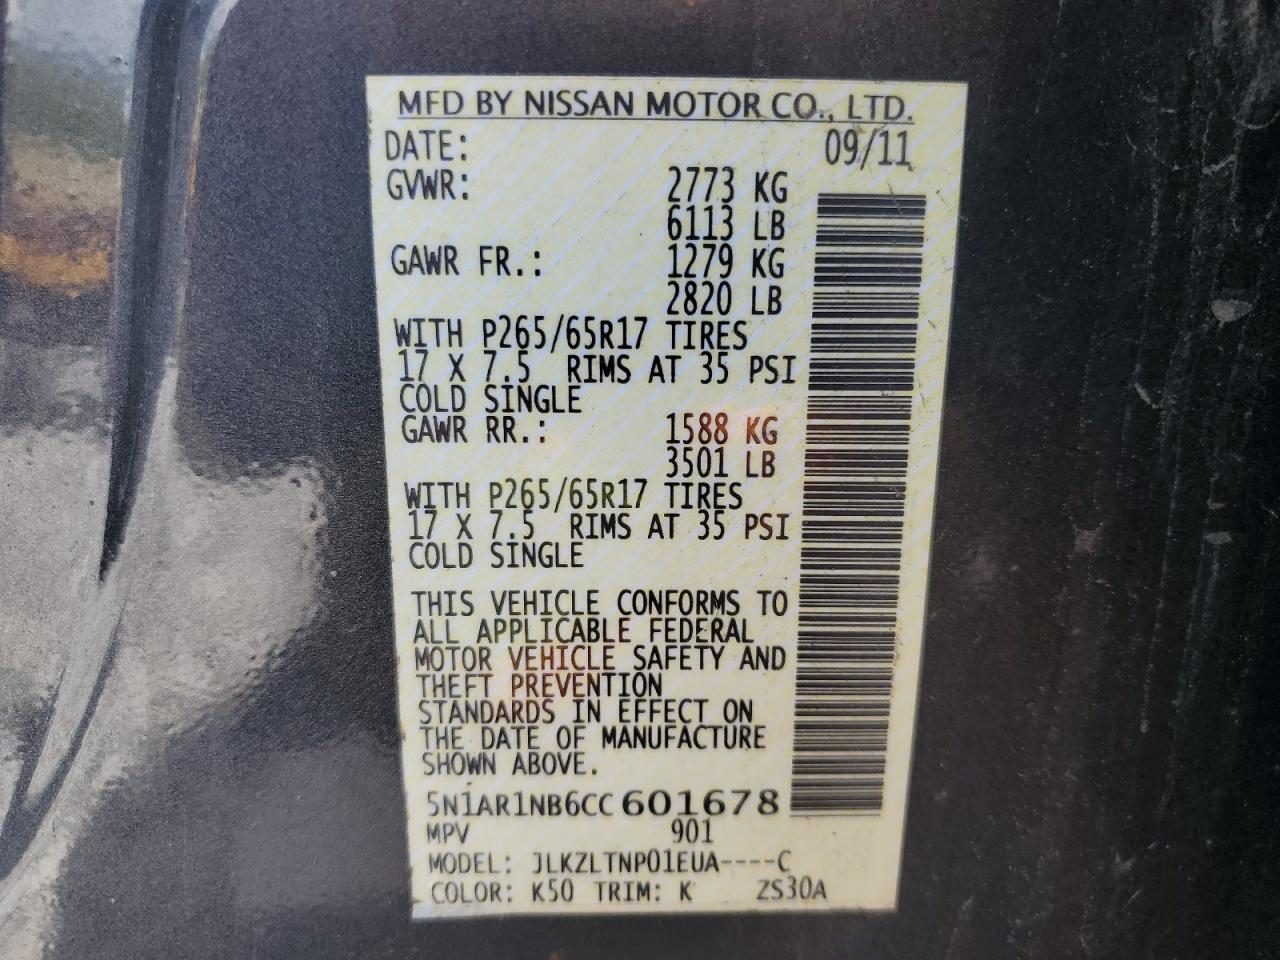 MFD BY NISSAN MOTOR CO., LTD.
DATE: 09/11
GVWR: 2773 KG
6113 LB
GAWR FR.: 1279 KG
2820 LB
WITH P265/65R17 TIRES
17 X 7.5 RIMS AT 35 PSI
COLD SINGLE
GAWR RR.: 1588 KG
3501 LB
WITH P265/65R17 TIRES
17 X 7.5 RIMS AT 35 PSI
COLD SINGLE
THIS VEHICLE CONFORMS TO
ALL APPLICABLE FEDERAL
MOTOR VEHICLE SAFETY AND
THEFT PREVENTION
STANDARDS IN EFFECT ON
THE DATE OF MANUFACTURE
SHOWN ABOVE.
5N1AR1NB6CC601678
MPV 901
MODEL: JLKZLTNP01EUA----C
COLOR: K50 TRIM: K ZS30A